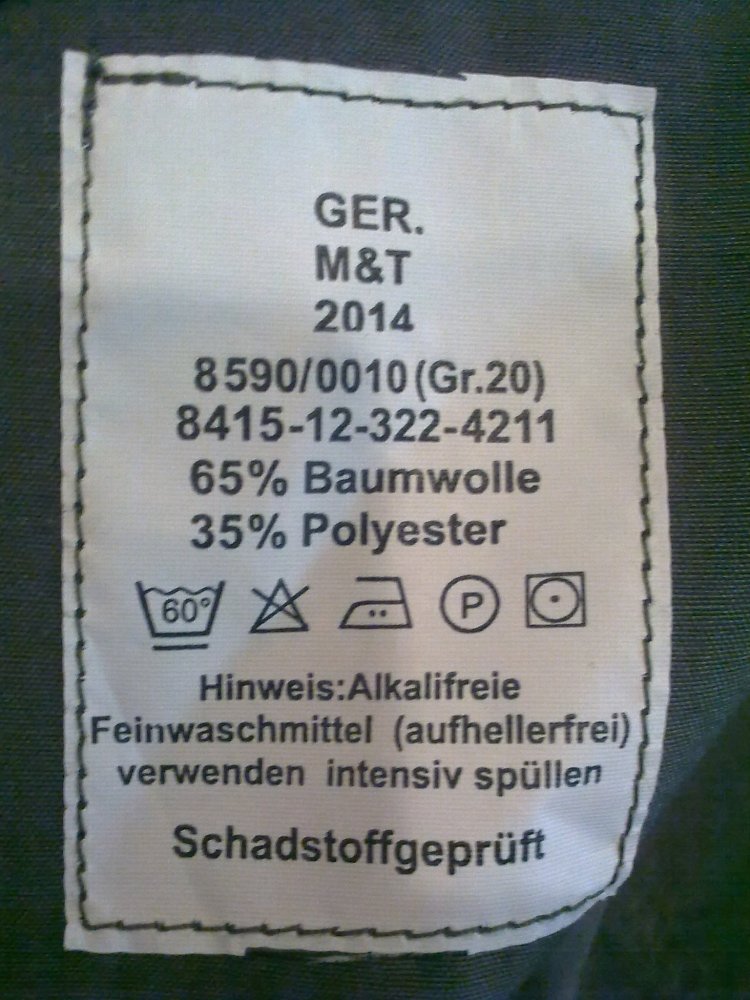 GER.
M&T
2014
8590/0010 (Gr.20)
8415-12-322-4211
65% Baumwolle
35% Polyester
60° P
Hinweis:Alkalifreie
Feinwaschmittel (aufhellerfrei)
verwenden intensiv spüllen
Schadstoffgeprüft